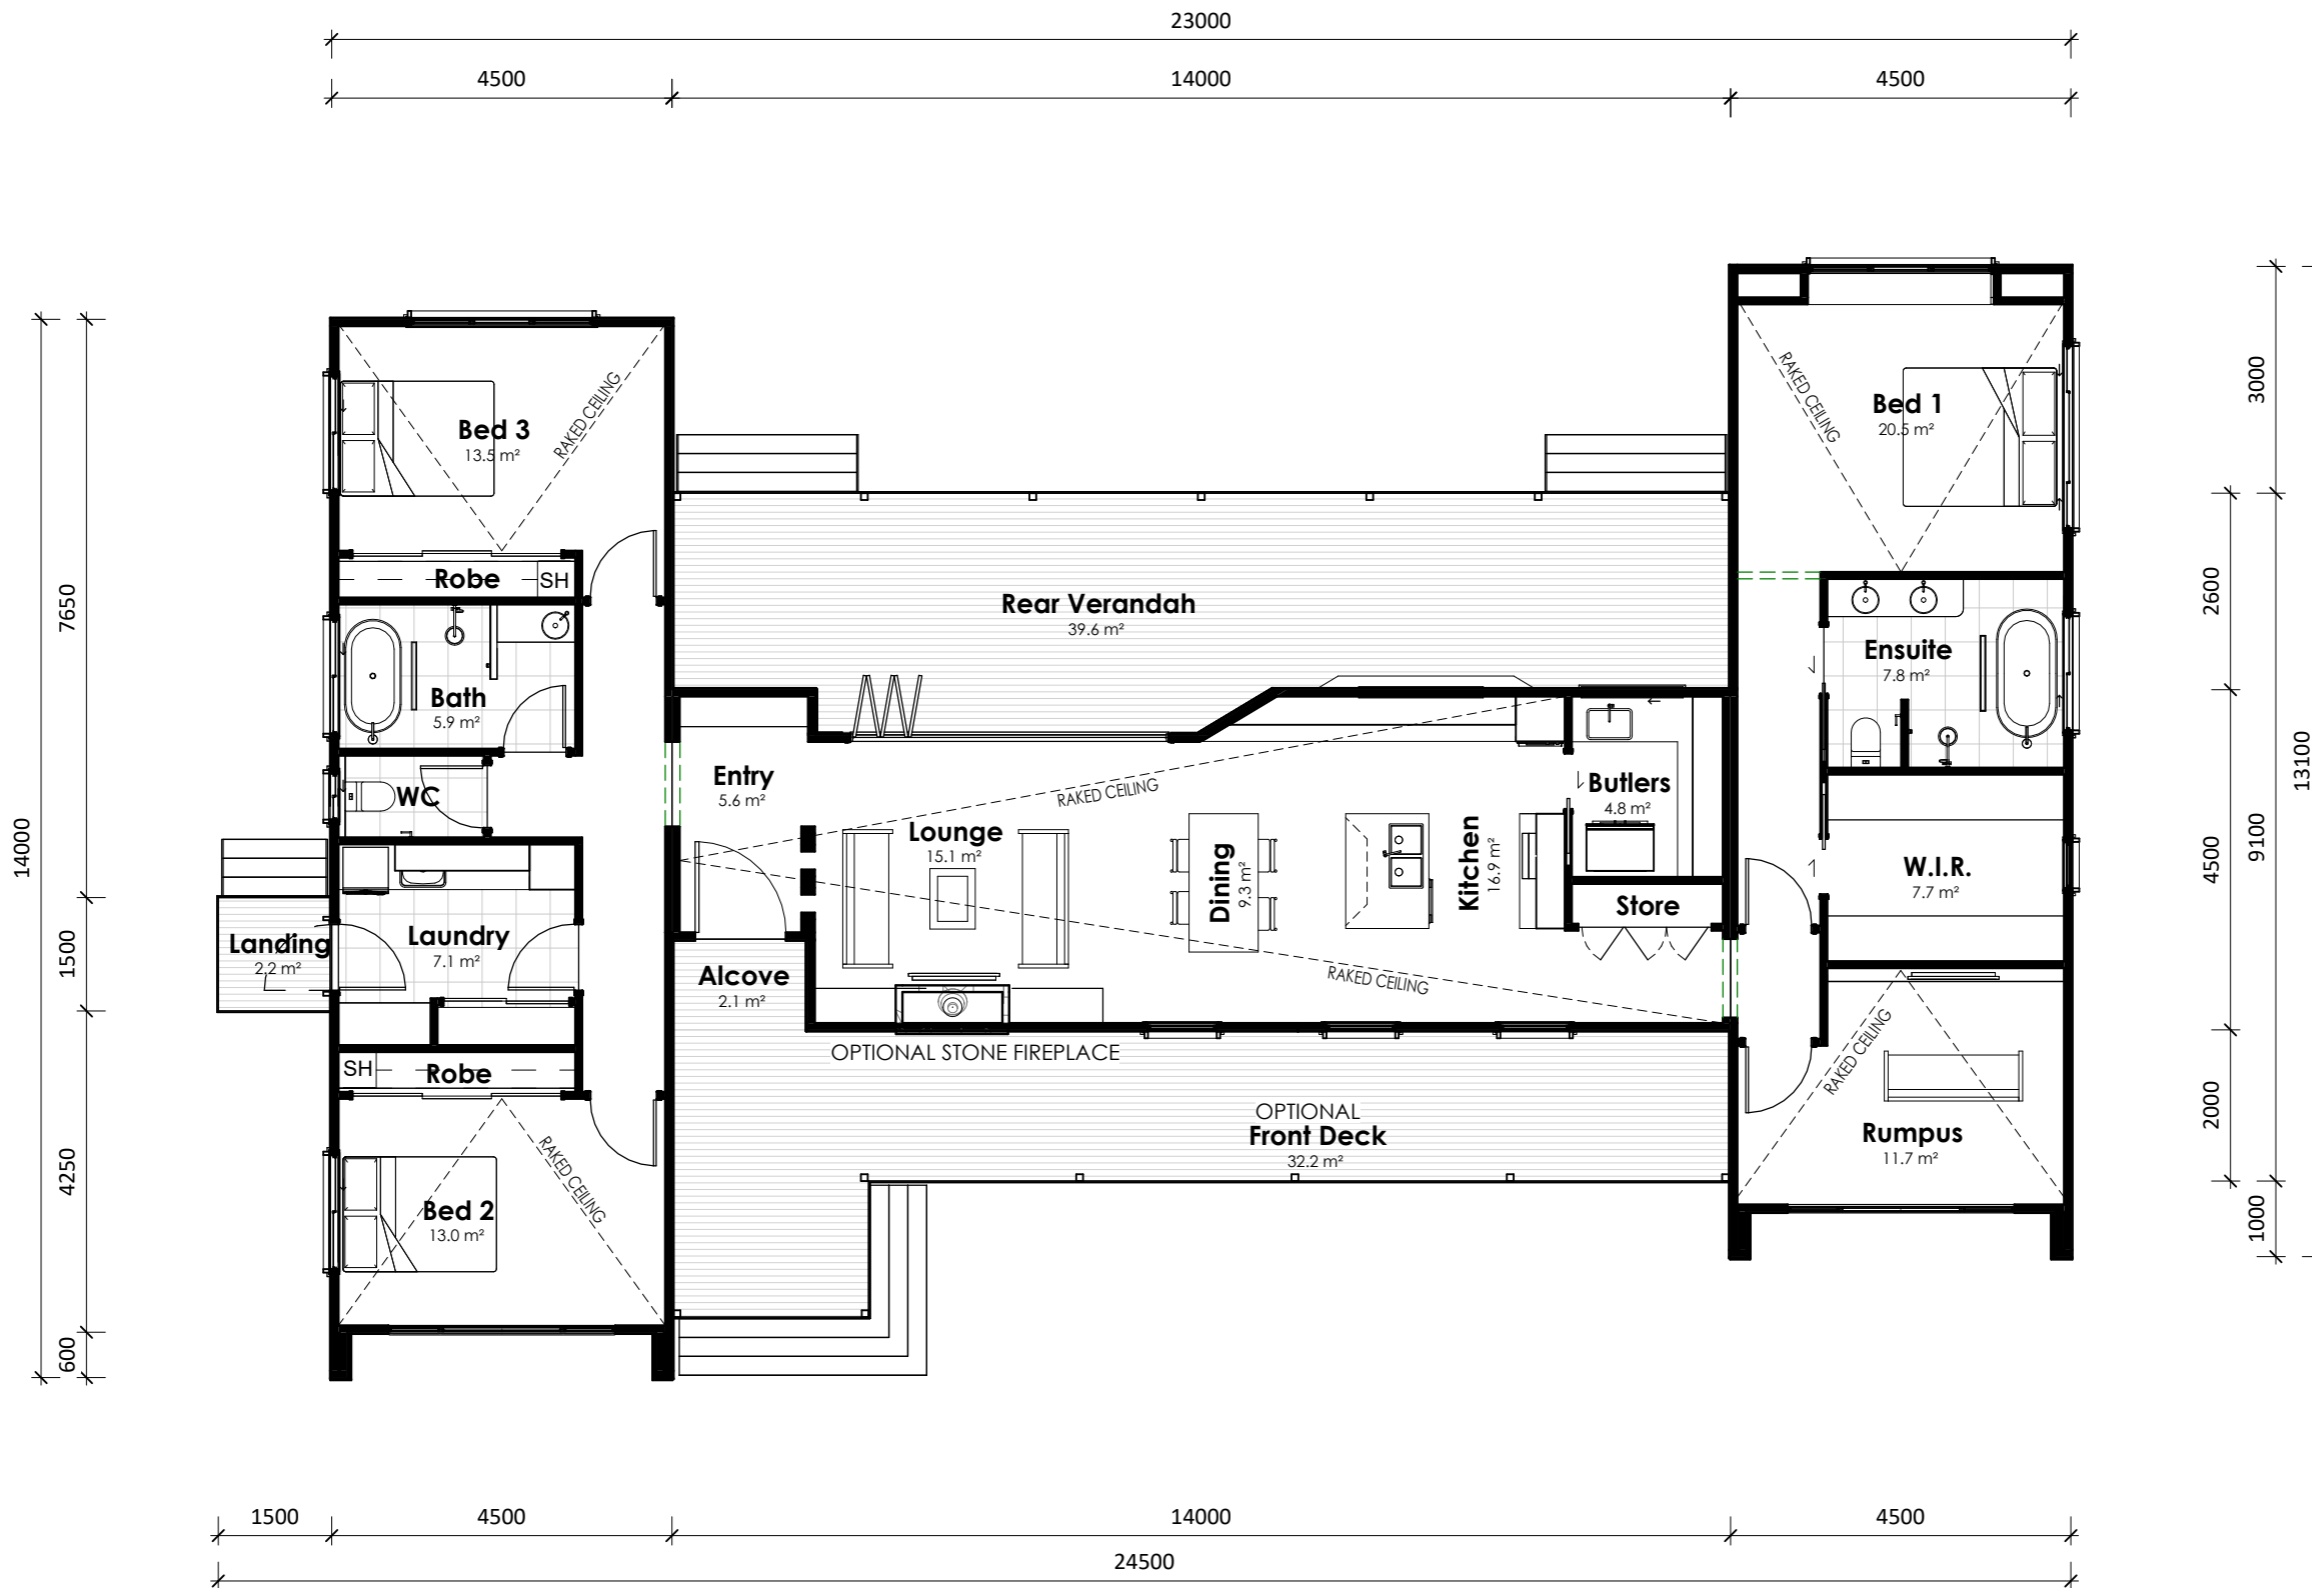 23000
4500
14000
4500
Bed 3
13.5 m²
RAKED CEILING
Robe
SH
Bath
5.9 m²
WC
Laundry
7.1 m²
Landing
2.2 m²
SH
Robe
Bed 2
13.0 m²
RAKED CEILING
Rear Verandah
39.6 m²
Entry
5.6 m²
Alcove
2.1 m²
Lounge
15.1 m²
RAKED CEILING
Dining
9.3 m²
Kitchen
16.9 m²
Butlers
4.8 m²
Store
RAKED CEILING
OPTIONAL STONE FIREPLACE
OPTIONAL
Front Deck
32.2 m²
RAKED CEILING
Bed 1
20.5 m²
Ensuite
7.8 m²
W.I.R.
7.7 m²
RAKED CEILING
Rumpus
11.7 m²
14000
7650
1500
4250
600
3000
2600
4500
2000
9100
1000
13100
1500
4500
14000
4500
24500